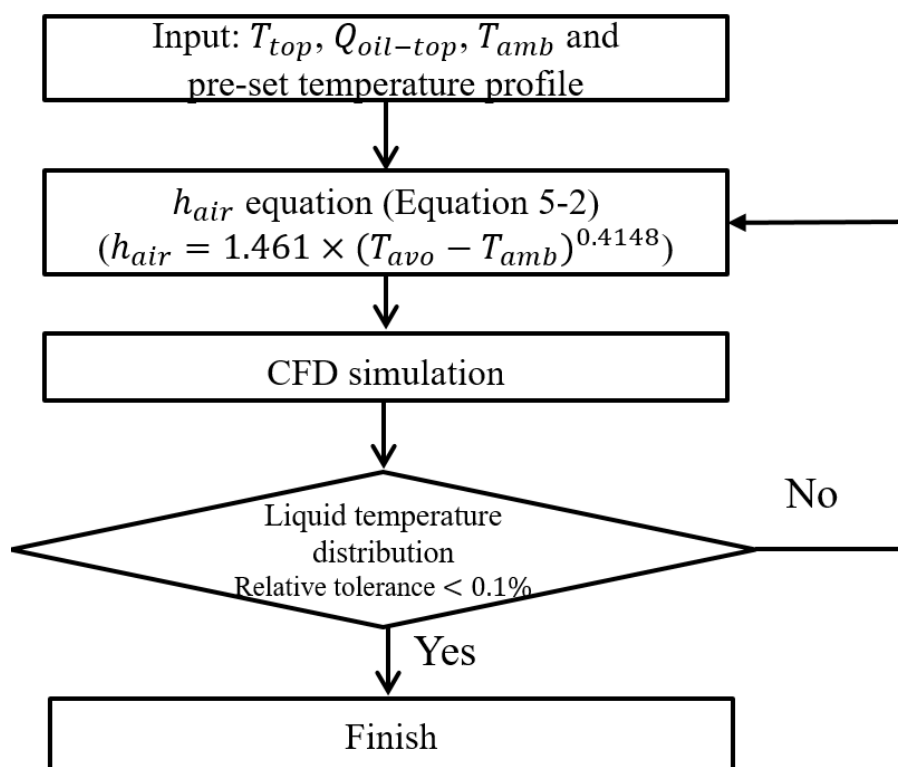 Input: T_top, Q_oil−top, T_amb and
pre-set temperature profile
h_air equation (Equation 5-2)
(h_air = 1.461 × (T_avo − T_amb)^0.4148)
CFD simulation
Liquid temperature
distribution
Relative tolerance < 0.1%
No
Yes
Finish